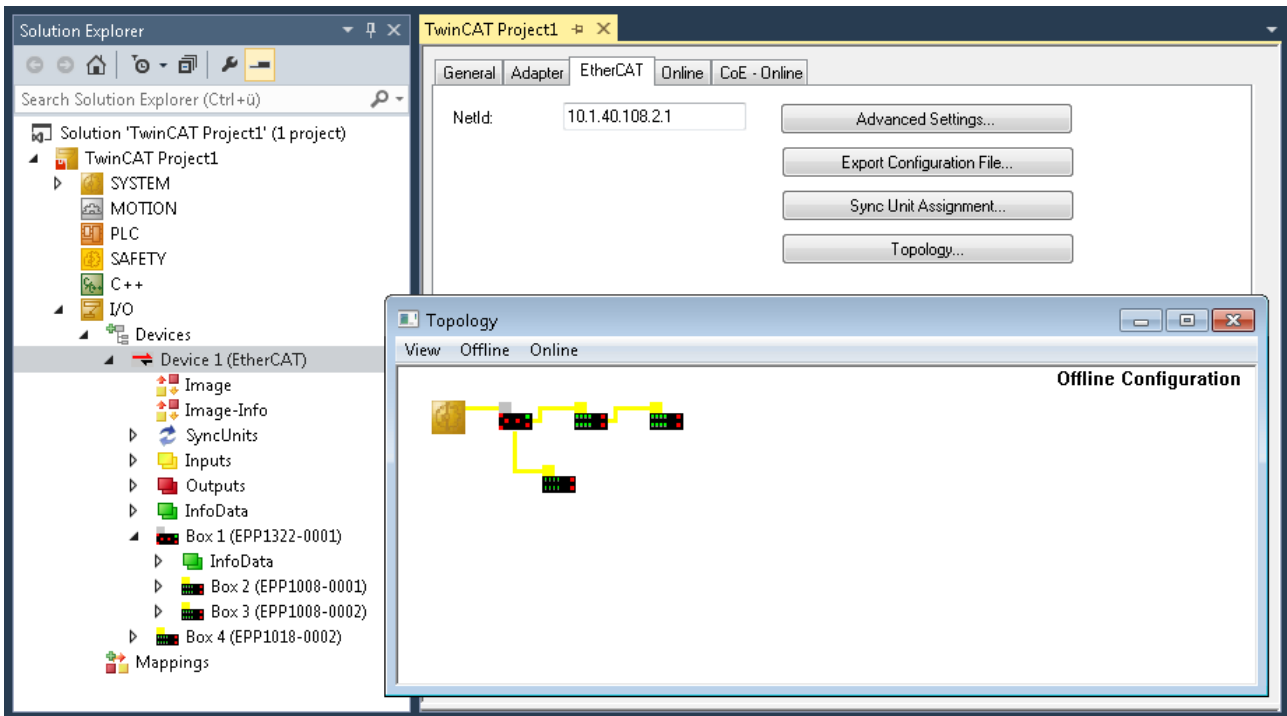 Solution Explorer
Search Solution Explorer (Ctrl+ü)
Solution 'TwinCAT Project1' (1 project)
TwinCAT Project1
SYSTEM
MOTION
PLC
SAFETY
C++
I/O
Devices
Device 1 (EtherCAT)
Image
Image-Info
SyncUnits
Inputs
Outputs
InfoData
Box 1 (EPP1322-0001)
InfoData
Box 2 (EPP1008-0001)
Box 3 (EPP1008-0002)
Box 4 (EPP1018-0002)
Mappings
TwinCAT Project1
General Adapter EtherCAT Online CoE - Online
NetId: 10.1.40.108.2.1 Advanced Settings...
Export Configuration File...
Sync Unit Assignment...
Topology...
Topology
View Offline Online
Offline Configuration